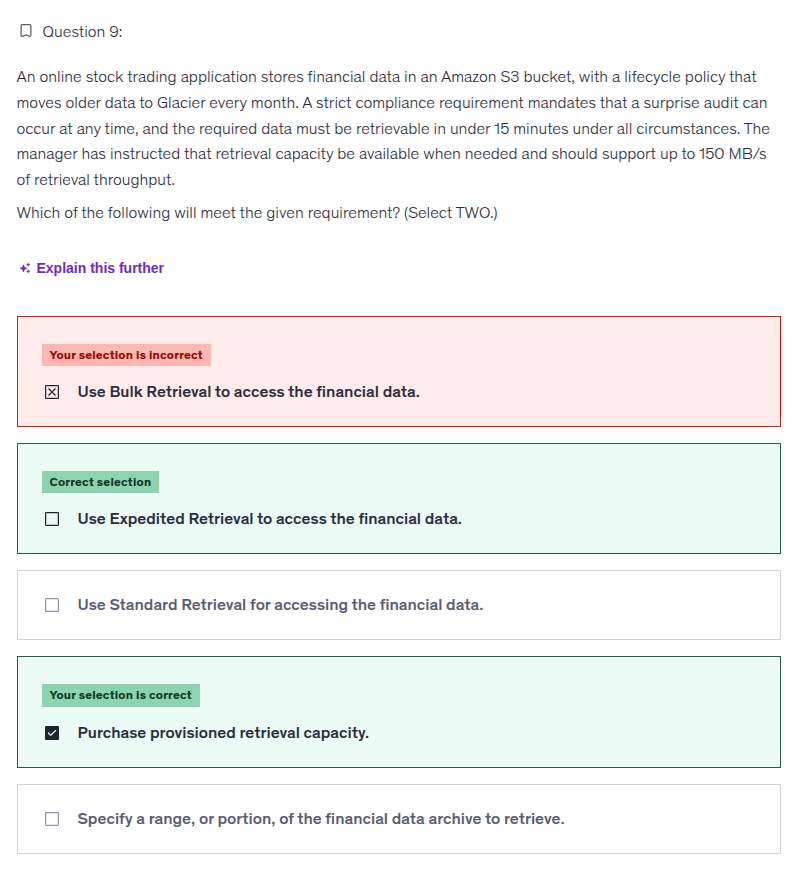 Question 9:
An online stock trading application stores financial data in an Amazon S3 bucket, with a lifecycle policy that
moves older data to Glacier every month. A strict compliance requirement mandates that a surprise audit can
occur at any time, and the required data must be retrievable in under 15 minutes under all circumstances. The
manager has instructed that retrieval capacity be available when needed and should support up to 150 MB/s
of retrieval throughput.
Which of the following will meet the given requirement? (Select TWO.)
Explain this further
Your selection is incorrect
Use Bulk Retrieval to access the financial data.
Correct selection
Use Expedited Retrieval to access the financial data.
Use Standard Retrieval for accessing the financial data.
Your selection is correct
Purchase provisioned retrieval capacity.
Specify a range, or portion, of the financial data archive to retrieve.